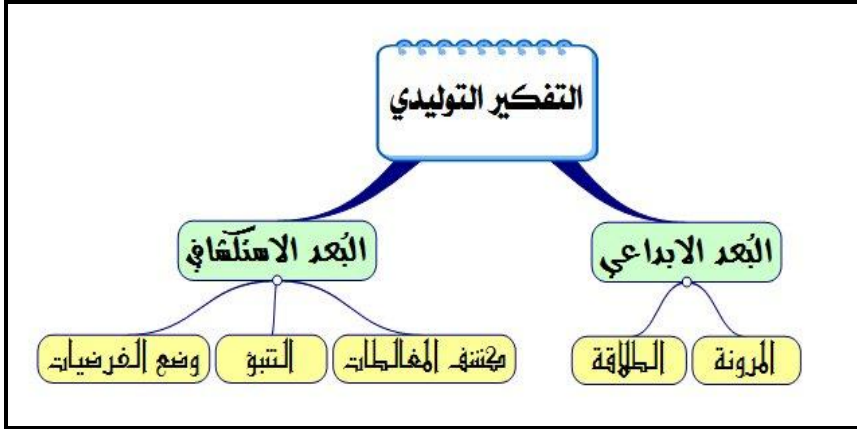 التفكير التوليدي
البُعد الابداعي
البُعد الاستكشافي
المرونة
الطلاقة
كشف المغالطات
التنبؤ
وضع الفرضيات